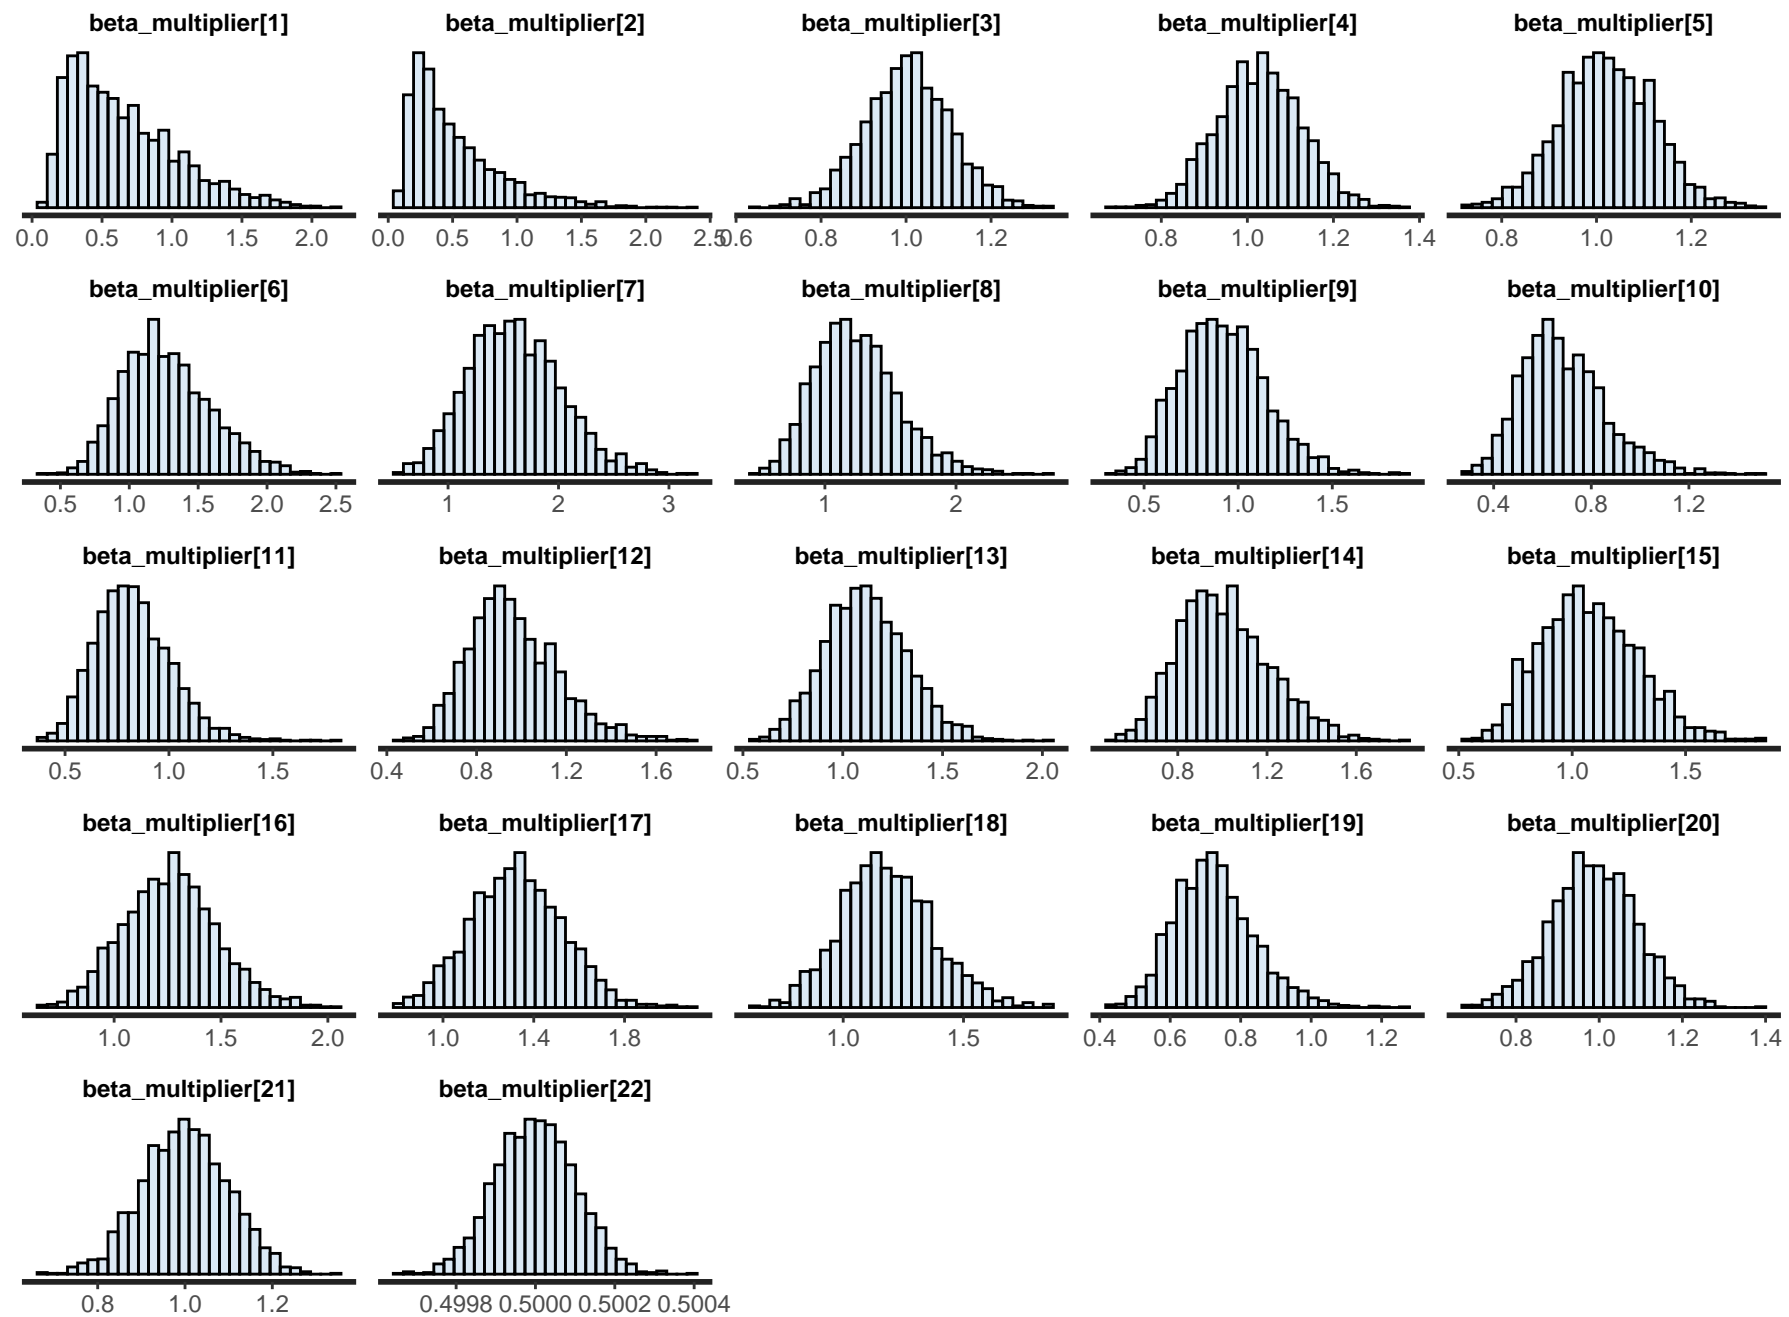 beta_multiplier[1] beta_multiplier[2] beta_multiplier[3] beta_multiplier[4] beta_multiplier[5]
0.0 0.5 1.0 1.5 2.0 0.0 0.5 1.0 1.5 2.0 2.5 0.6 0.8 1.0 1.2 0.8 1.0 1.2 1.4 0.8 1.0 1.2
beta_multiplier[6] beta_multiplier[7] beta_multiplier[8] beta_multiplier[9] beta_multiplier[10]
0.5 1.0 1.5 2.0 2.5 1 2 3 1 2 0.5 1.0 1.5 0.4 0.8 1.2
beta_multiplier[11] beta_multiplier[12] beta_multiplier[13] beta_multiplier[14] beta_multiplier[15]
0.5 1.0 1.5 0.4 0.8 1.2 1.6 0.5 1.0 1.5 2.0 0.8 1.2 1.6 0.5 1.0 1.5
beta_multiplier[16] beta_multiplier[17] beta_multiplier[18] beta_multiplier[19] beta_multiplier[20]
1.0 1.5 2.0 1.0 1.4 1.8 1.0 1.5 0.4 0.6 0.8 1.0 1.2 0.8 1.0 1.2 1.4
beta_multiplier[21] beta_multiplier[22]
0.8 1.0 1.2 0.4998 0.5000 0.5002 0.5004